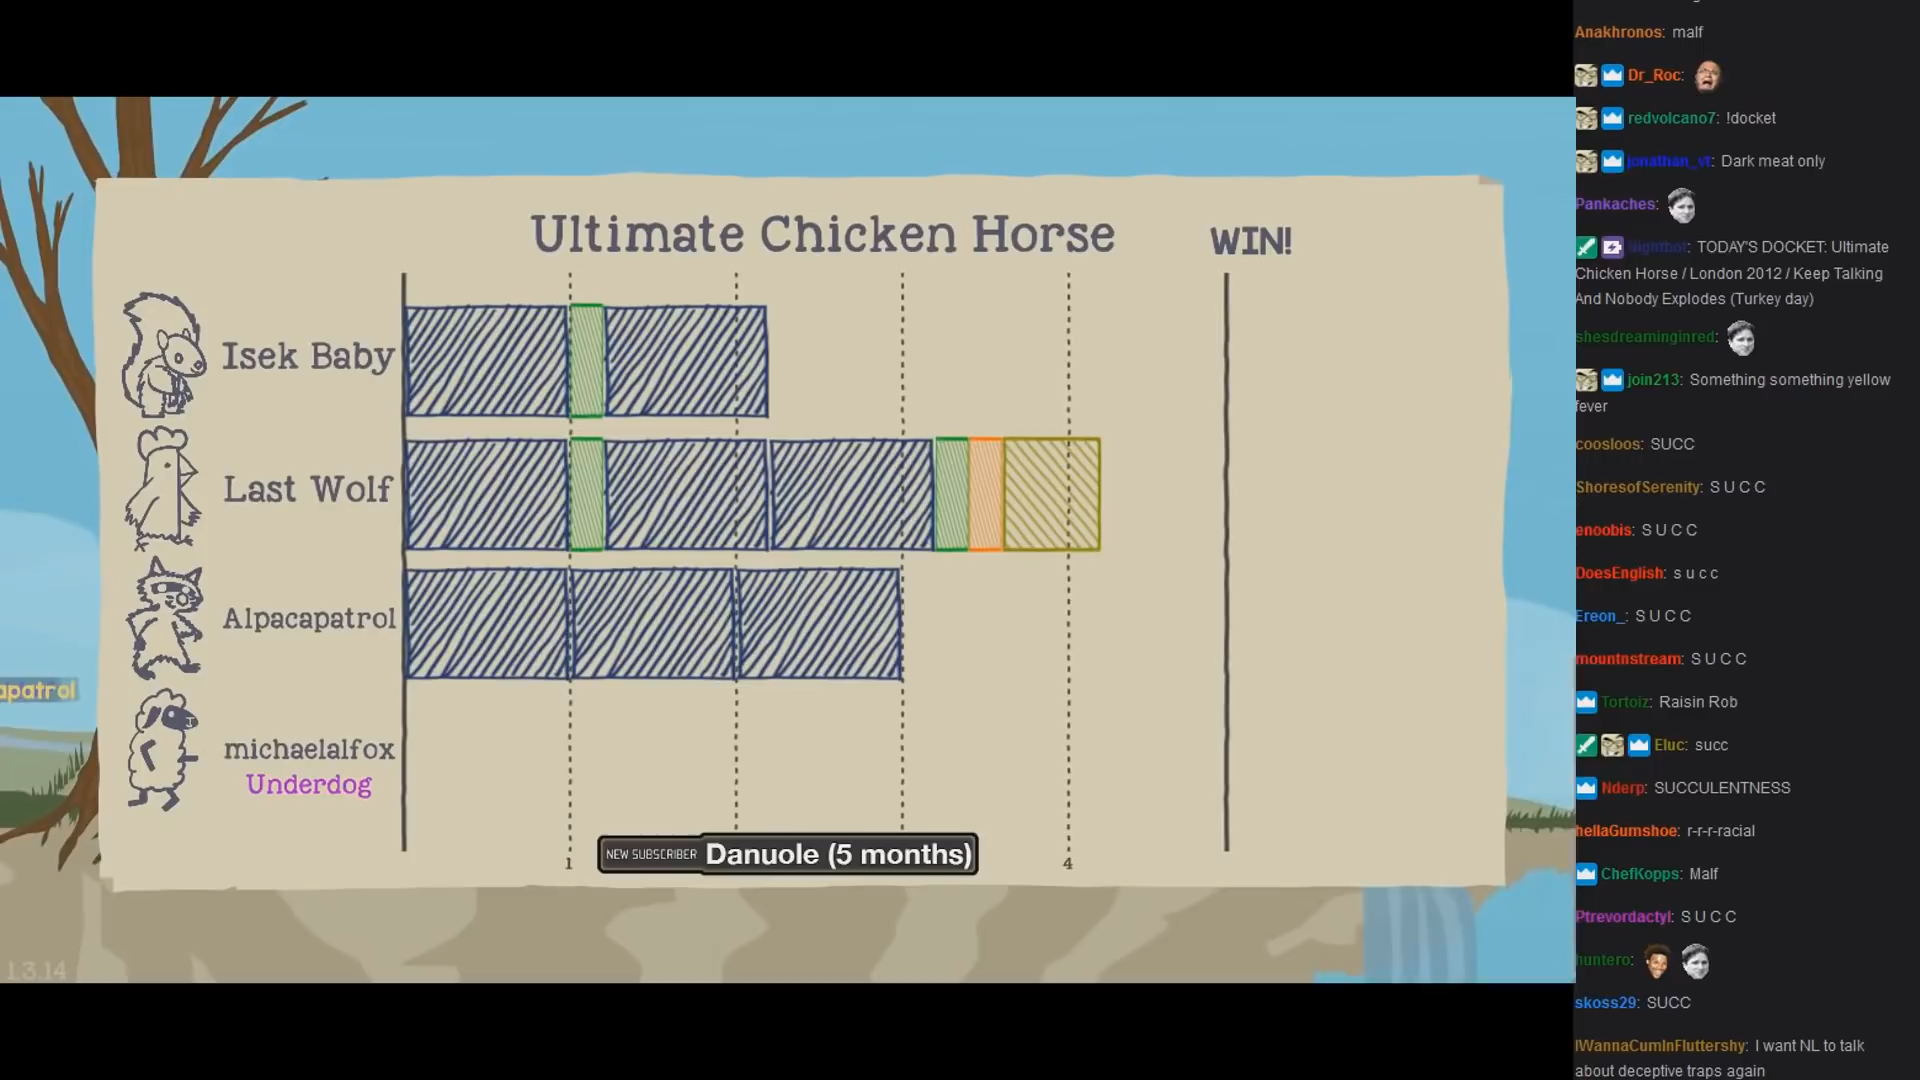 Ultimate Chicken Horse
WIN!
Isek Baby
Last Wolf
Alpacapatrol
michaelalfox
Underdog
apatrol
1
4
NEW SUBSCRIBER Danuole (5 months)
1.3.14
Anakhronos: malf
Dr_Roc:
redvolcano7: !docket
jonathan_vt: Dark meat only
Pankaches:
Nightbot: TODAY'S DOCKET: Ultimate
Chicken Horse / London 2012 / Keep Talking
And Nobody Explodes (Turkey day)
shesdreaminginred:
join213: Something something yellow
fever
coosloos: SUCC
ShoresofSerenity: S U C C
enoobis: S U C C
DoesEnglish: s u c c
Ereon_: S U C C
mountnstream: S U C C
Tortoiz: Raisin Rob
Eluc: succ
Nderp: SUCCULENTNESS
hellaGumshoe: r-r-r-racial
ChefKopps: Malf
Ptrevordactyl: S U C C
huntero:
skoss29: SUCC
IWannaCumInFluttershy: I want NL to talk
about deceptive traps again